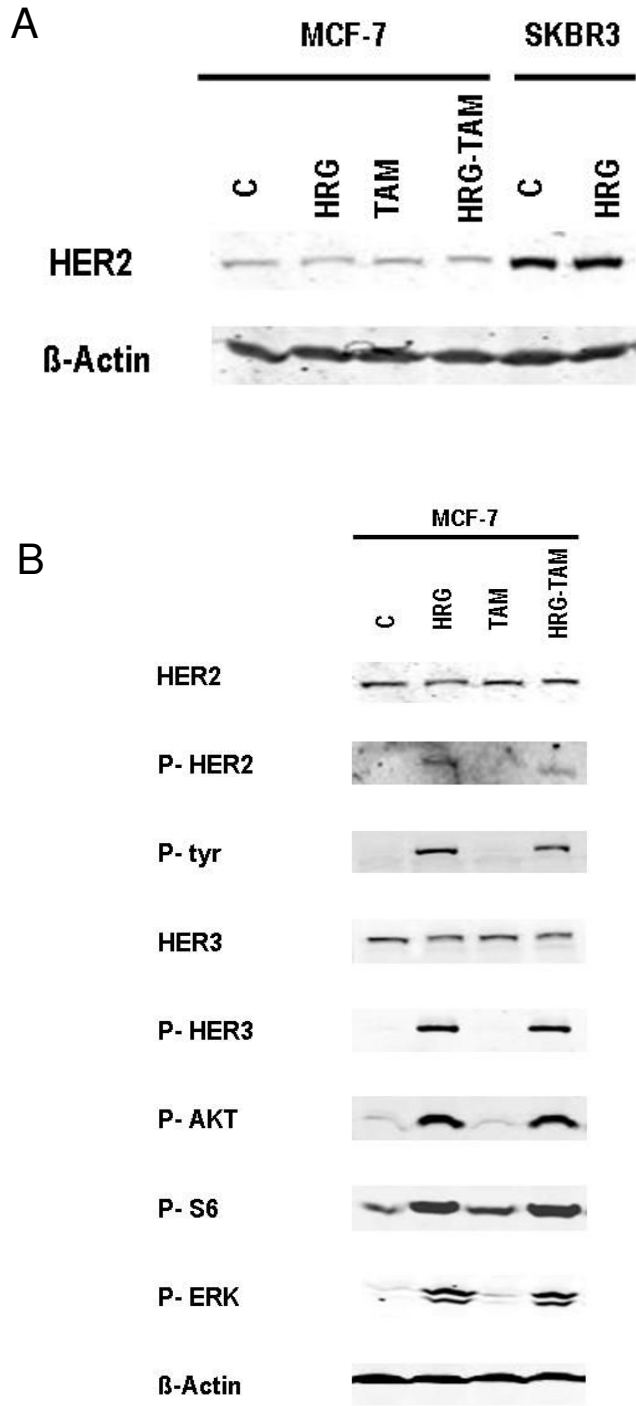 A
MCF-7 SKBR3
C HRG TAM HRG-TAM C HRG
HER2
ß-Actin
B
MCF-7
C HRG TAM HRG-TAM
HER2
P- HER2
P- tyr
HER3
P- HER3
P- AKT
P- S6
P- ERK
ß-Actin